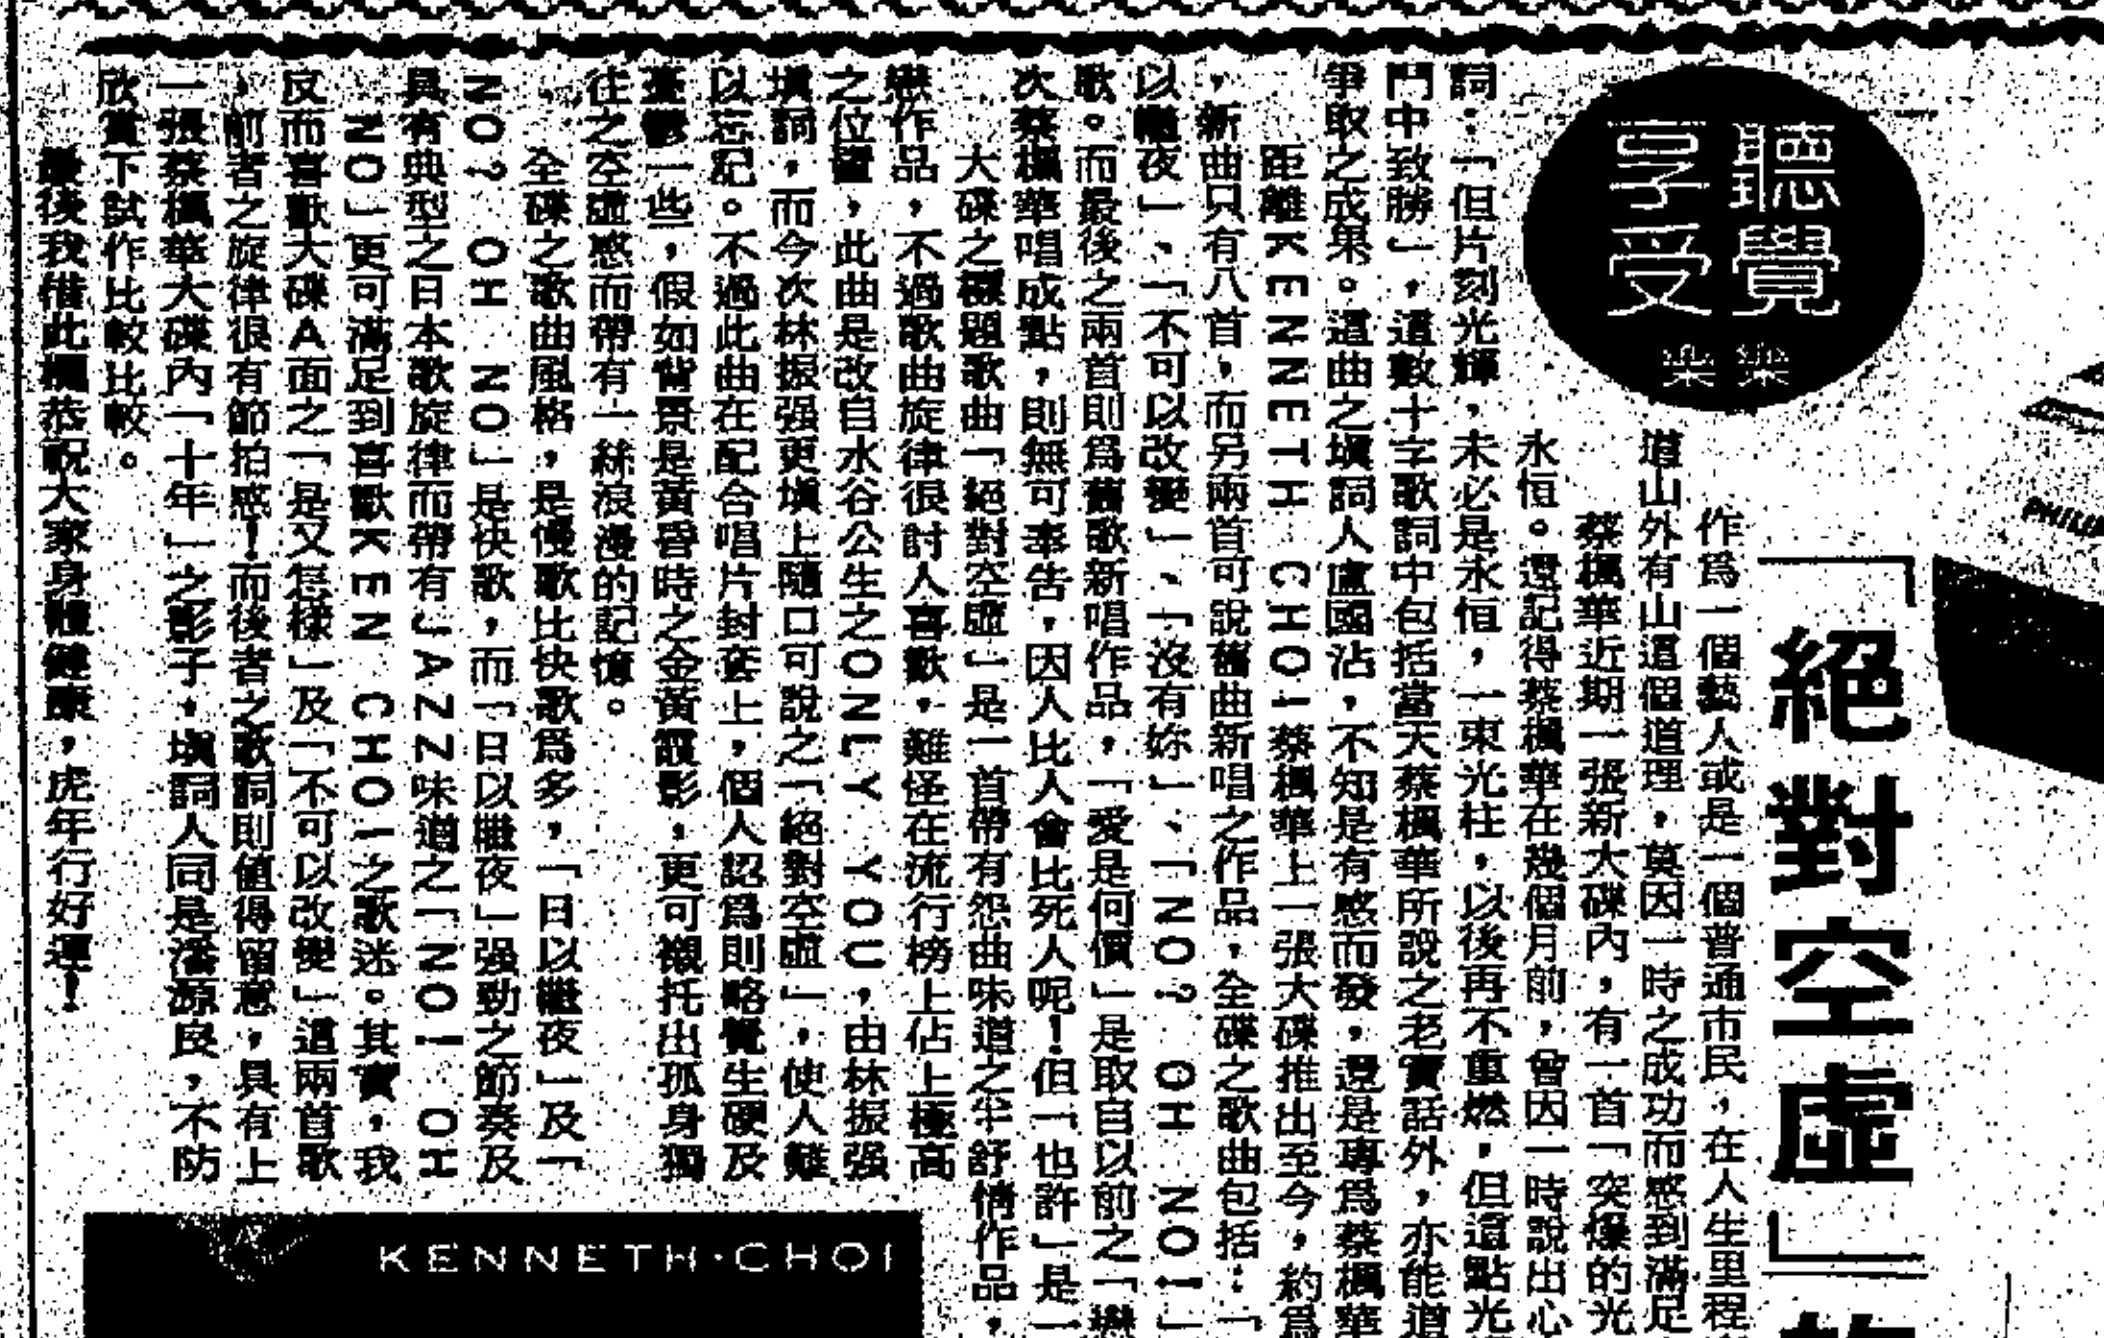 聽覺
享受
樂樂
「絕對空虛」
作爲一個藝人或是一個普通市民，在人生里程
道山外有山這個道理，莫因一時之成功而感到滿足
蔡楓華近期一張新大碟內，有一首「突爆的光
永恒。還記得蔡楓華在幾個月前，曾因一時說出心
詞：「但片刻光輝，未必是永恒，一束光柱，以後再不重燃，但這點光
鬥中致勝」，這數十字歌詞中包括當天蔡楓華所說之老實話外，亦能道
爭取之成果。這曲之填詞人盧國沾，不知是有感而發，還是專爲蔡楓華
距離KENNETH CHOI蔡楓華上一張大碟推出至今，約爲
，新曲只有八首，而另兩首可說舊曲新唱之作品，全碟之歌曲包括：「
以繼夜」、「不可以改變」、「沒有妳」、「NO? OH NO!」
歌。而最後之兩首則爲舊歌新唱作品，「愛是何價」是取自以前之「戀
次蔡楓華唱成點，則無可奉告，因人比人會比死人呢！但「也許」是一
大碟之標題歌曲「絕對空虛」是一首帶有怨曲味道之半舒情作品，
戀作品，不過歌曲旋律很討人喜歡，難怪在流行榜上佔上極高
之位置，此曲是改自水谷公生之ONLY YOU，由林振强
填詞，而今次林振强更填上隨口可說之「絕對空虛」，使人難
以忘記。不過此曲在配合唱片封套上，個人認爲則略覺生硬及
憂鬱一些，假如背景是黃昏時之金黃霞影，更可襯托出孤身獨
往之空虛感而帶有一絲浪漫的記憶。
全碟之歌曲風格，是慢歌比快歌爲多，「日以繼夜」及「
NO? OH NO」是快歌，而「日以繼夜」强勁之節奏及
具有典型之日本歌旋律而帶有JAZZ味道之「NO! OH
NO」更可滿足到喜歡KEN CHOI之歌迷。其實，我
反而喜歡大碟A面之「是又怎樣」及「不可以改變」這兩首歌
，前者之旋律很有節拍感！而後者之歌詞則値得留意，具有上
一張蔡楓華大碟內「十年」之影子，填詞人同是潘源良，不防
欣賞下試作比較比較。
最後我借此機恭祝大家身體健康，虎年行好運！
KENNETH·CHOI
PHILI